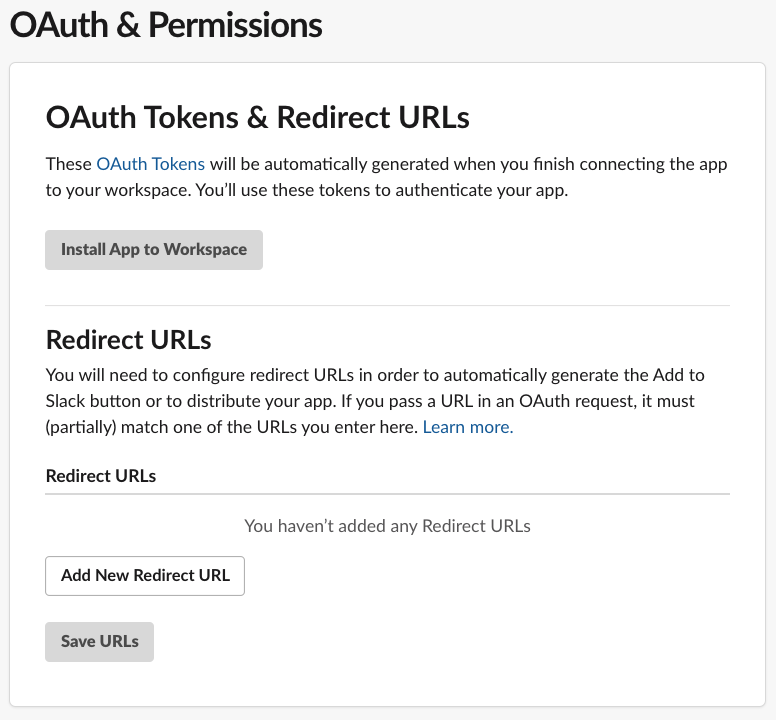 OAuth & Permissions
OAuth Tokens & Redirect URLs
These OAuth Tokens will be automatically generated when you finish connecting the app
to your workspace. You’ll use these tokens to authenticate your app.
Install App to Workspace
Redirect URLs
You will need to configure redirect URLs in order to automatically generate the Add to
Slack button or to distribute your app. If you pass a URL in an OAuth request, it must
(partially) match one of the URLs you enter here. Learn more.
Redirect URLs
You haven’t added any Redirect URLs
Add New Redirect URL
Save URLs